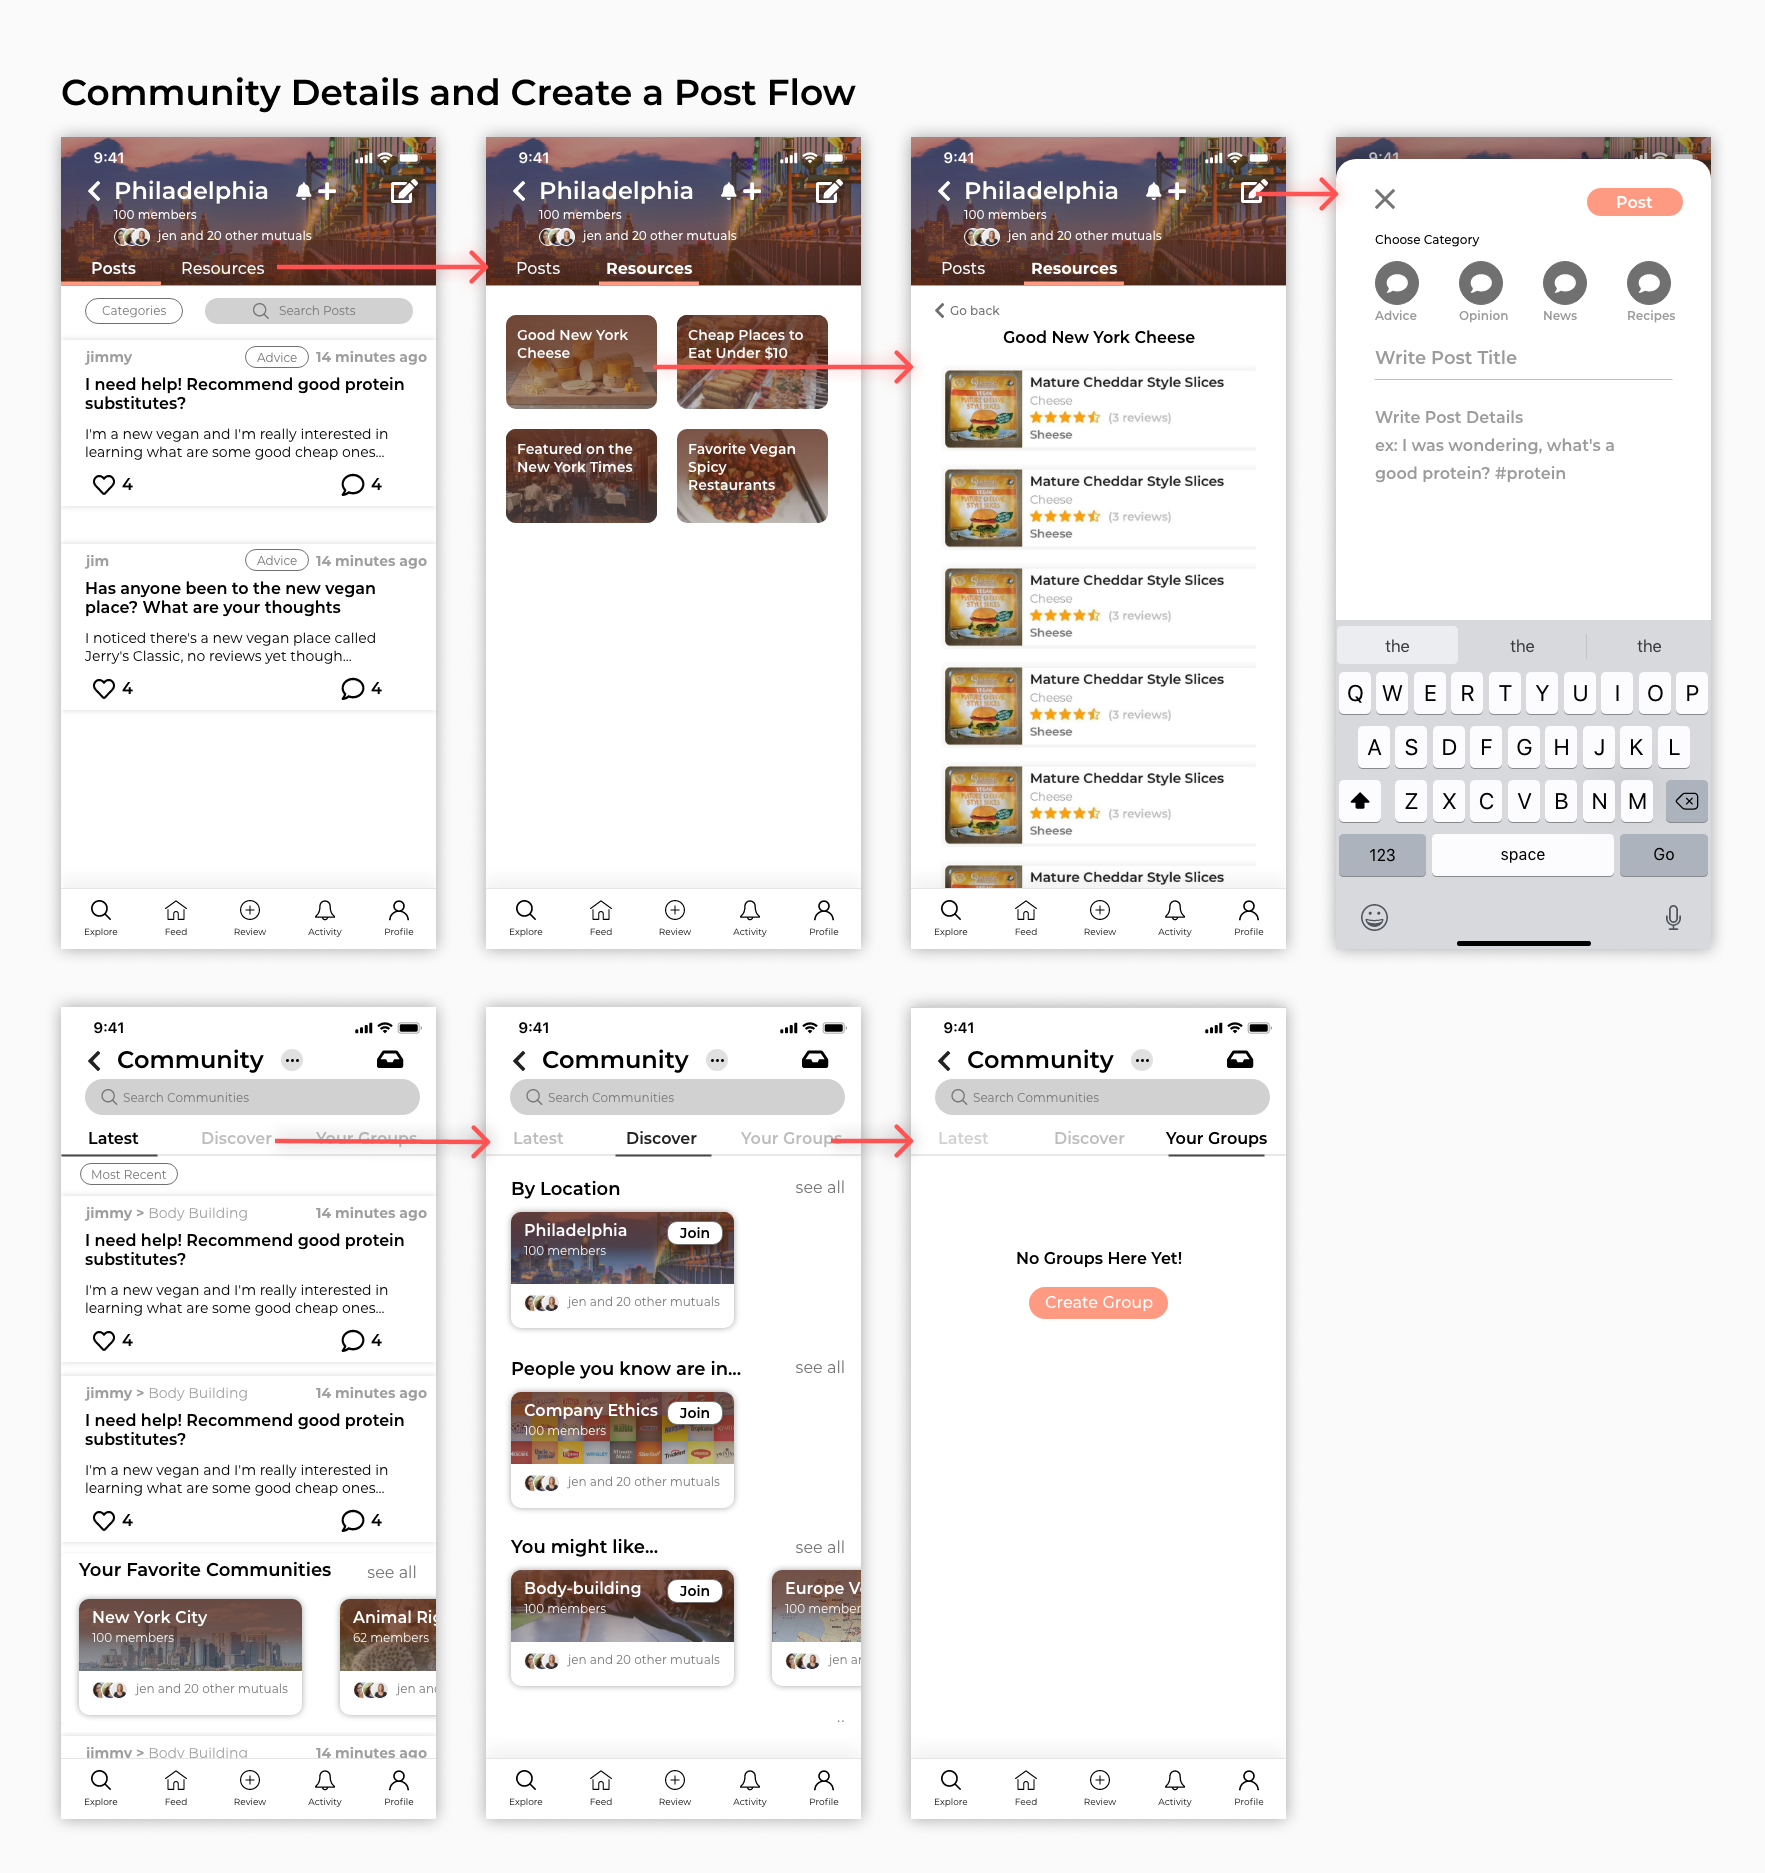 Community Details and Create a Post Flow
9:41
Philadelphia
100 members
jen and 20 other mutuals
Posts
Resources
Categories
Search Posts
jimmy
Advice
14 minutes ago
I need help! Recommend good protein
substitutes?
I'm a new vegan and I'm really interested in
learning what are some good cheap ones...
4
4
jim
Advice
14 minutes ago
Has anyone been to the new vegan
place? What are your thoughts
I noticed there's a new vegan place called
Jerry's Classic, no reviews yet though...
4
4
Explore
Feed
Review
Activity
Profile
9:41
Philadelphia
100 members
jen and 20 other mutuals
Posts
Resources
Good New York
Cheese
Cheap Places to
Eat Under $10
Featured on the
New York Times
Favorite Vegan
Spicy
Restaurants
Explore
Feed
Review
Activity
Profile
9:41
Philadelphia
100 members
jen and 20 other mutuals
Posts
Resources
Go back
Good New York Cheese
Mature Cheddar Style Slices
Cheese
(3 reviews)
Sheese
Mature Cheddar Style Slices
Cheese
(3 reviews)
Sheese
Mature Cheddar Style Slices
Cheese
(3 reviews)
Sheese
Mature Cheddar Style Slices
Cheese
(3 reviews)
Sheese
Mature Cheddar Style Slices
Cheese
(3 reviews)
Sheese
Mature Cheddar Style Slices
Explore
Feed
Review
Activity
Profile
9:41
Post
Choose Category
Advice
Opinion
News
Recipes
Write Post Title
Write Post Details
ex: I was wondering, what's a
good protein? #protein
the
the
the
Q W E R T Y U I O P
A S D F G H J K L
Z X C V B N M
123
space
Go
9:41
Community
Search Communities
Latest
Discover
Your Groups
Most Recent
jimmy > Body Building
14 minutes ago
I need help! Recommend good protein
substitutes?
I'm a new vegan and I'm really interested in
learning what are some good cheap ones...
4
4
jimmy > Body Building
14 minutes ago
I need help! Recommend good protein
substitutes?
I'm a new vegan and I'm really interested in
learning what are some good cheap ones...
4
4
Your Favorite Communities
see all
New York City
100 members
jen and 20 other mutuals
Animal Rig
62 members
jen and
jimmy > Body Building
14 minutes ago
Explore
Feed
Review
Activity
Profile
9:41
Community
Search Communities
Latest
Discover
Your Groups
By Location
see all
Philadelphia
Join
100 members
jen and 20 other mutuals
People you know are in...
see all
Company Ethics
Join
100 members
jen and 20 other mutuals
You might like...
see all
Body-building
Join
100 members
jen and 20 other mutuals
Europe Ve
100 member
jen an
..
Explore
Feed
Review
Activity
Profile
9:41
Community
Search Communities
Latest
Discover
Your Groups
No Groups Here Yet!
Create Group
Explore
Feed
Review
Activity
Profile